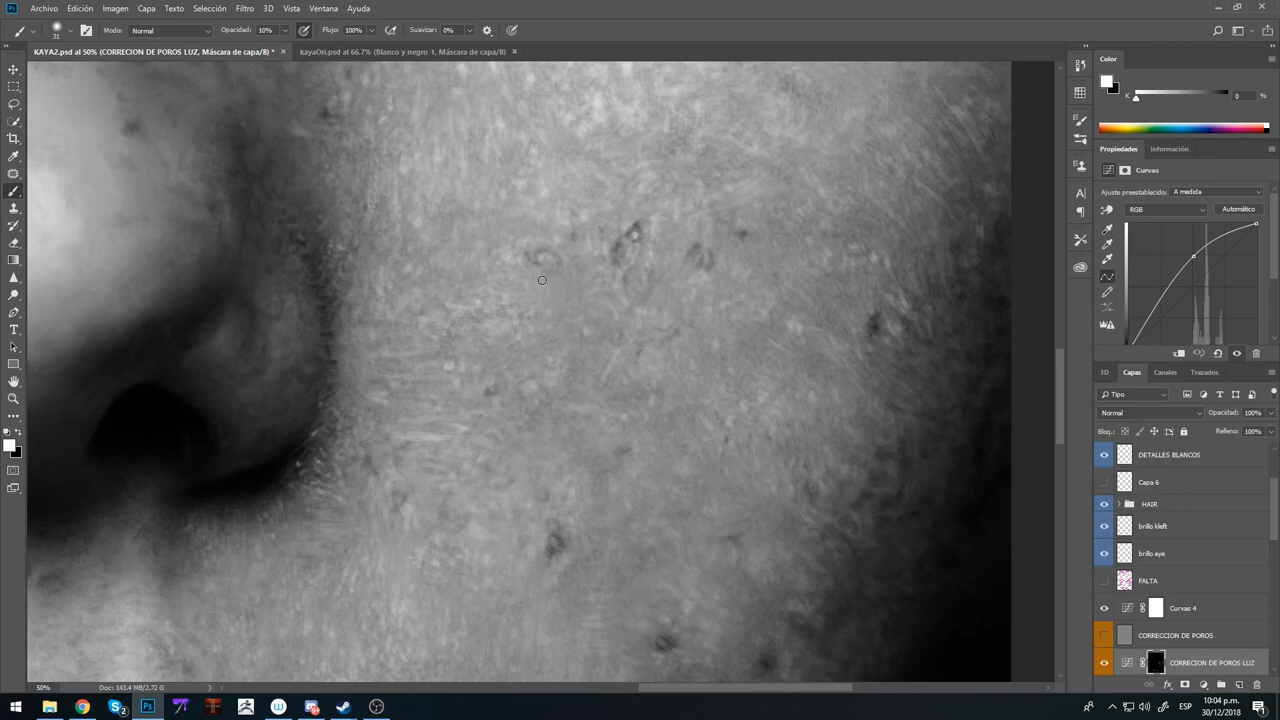 Archivo Edición Imagen Capa Texto Selección Filtro 3D Vista Ventana Ayuda
31 Modo: Normal Opacidad: 10% Flujo: 100% Suavizar: 0%
KAYA2.psd al 50% (CORRECION DE POROS LUZ, Máscara de capa/8) * × kayaOri.psd al 66.7% (Blanco y negro 1, Máscara de capa/8) ×
Color
K 0 %
Propiedades Información
Curvas
Ajuste preestablecido: A medida
RGB Automático
3D Capas Canales Trazados
Tipo
Normal Opacidad: 100%
Bloq.: Relleno: 100%
DETALLES BLANCOS
Capa 6
HAIR
brillo kleft
brillo eye
FALTA
Curvas 4
CORRECCION DE POROS
CORRECION DE POROS LUZ
50% Doc: 143.4 MB/2.72 G
ESP 10:04 p.m.
30/12/2018